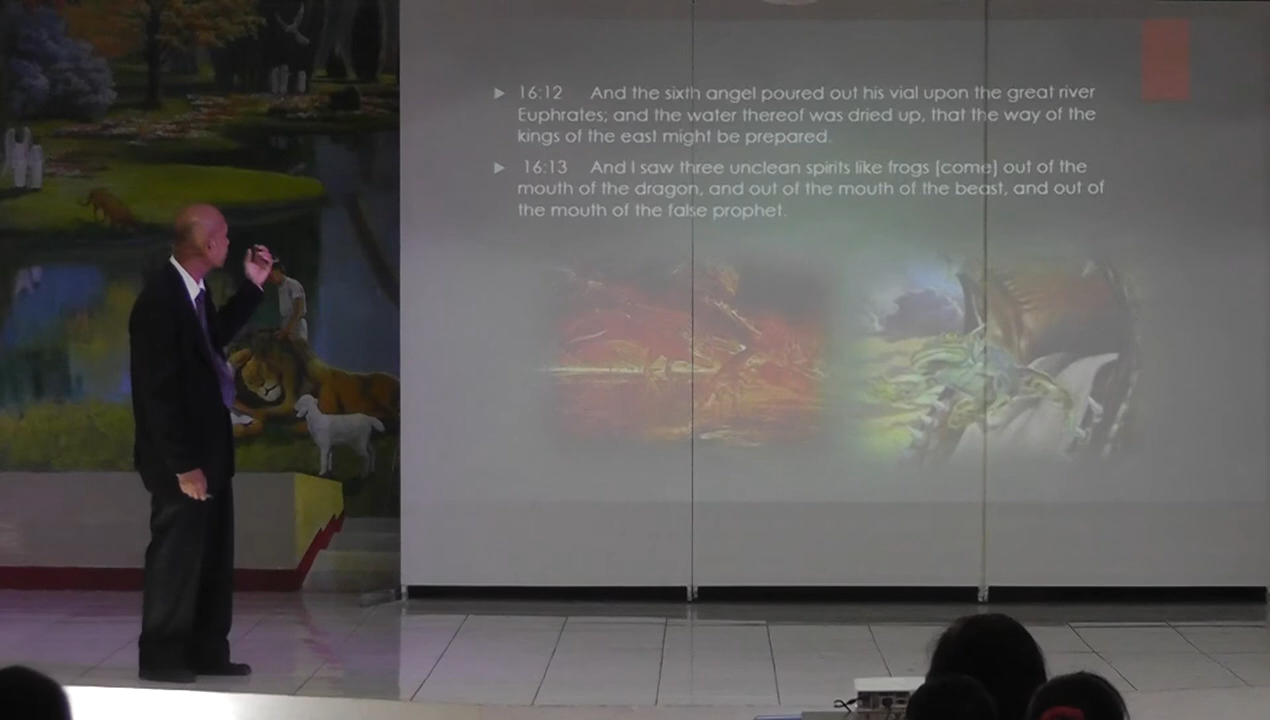 16:12 And the sixth angel poured out his vial upon the great river
Euphrates; and the water thereof was dried up, that the way of the
kings of the east might be prepared.
16:13 And I saw three unclean spirits like frogs [come] out of the
mouth of the dragon, and out of the mouth of the beast, and out of
the mouth of the false prophet.